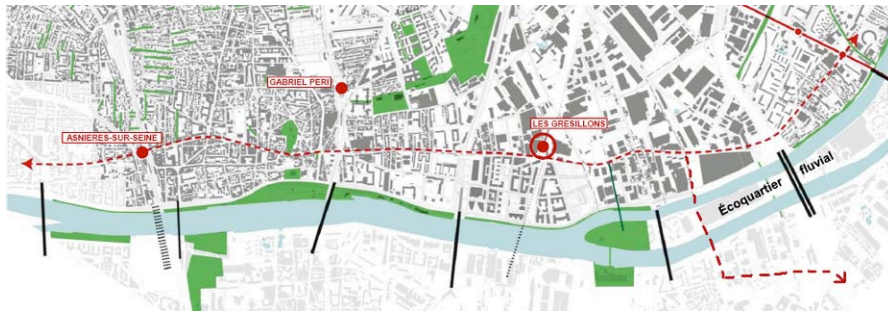 GABRIEL PERI
ASNIERES-SUR-SEINE
LES GRESILLONS
Écoquartier
fluvial